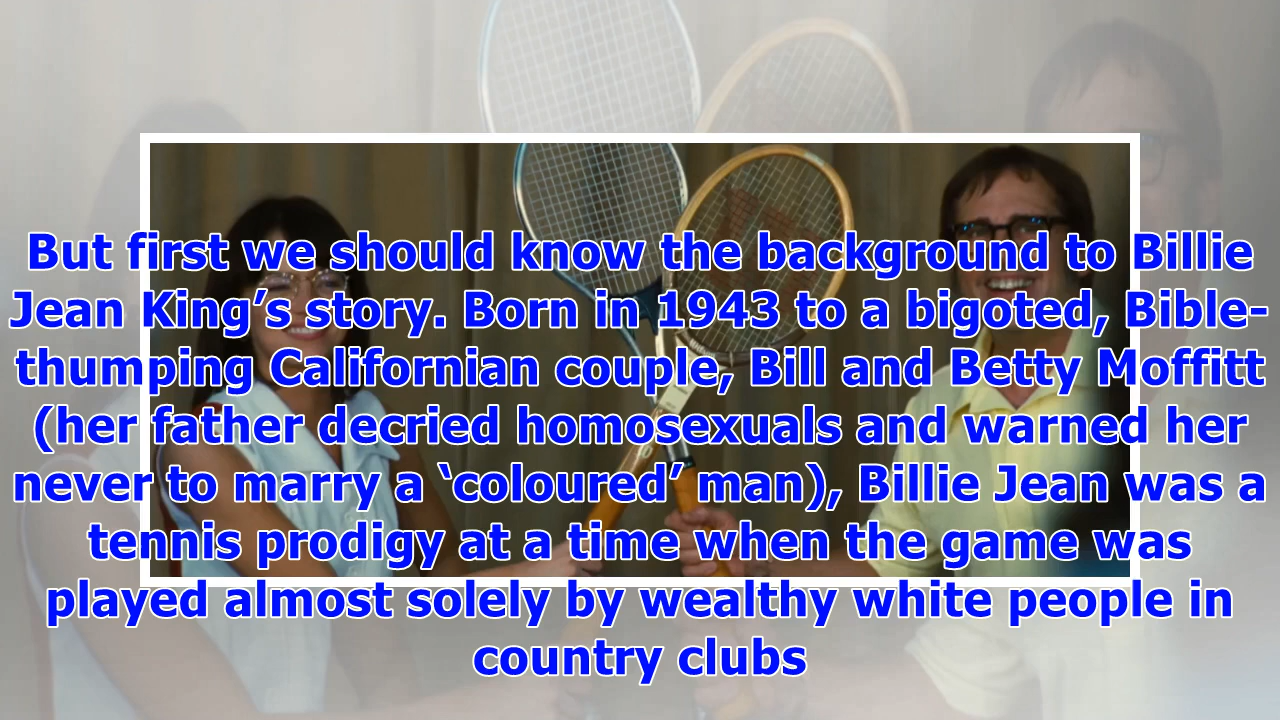 But first we should know the background to Billie
Jean King’s story. Born in 1943 to a bigoted, Bible-
thumping Californian couple, Bill and Betty Moffitt
(her father decried homosexuals and warned her
never to marry a ‘coloured’ man), Billie Jean was a
tennis prodigy at a time when the game was
played almost solely by wealthy white people in
country clubs